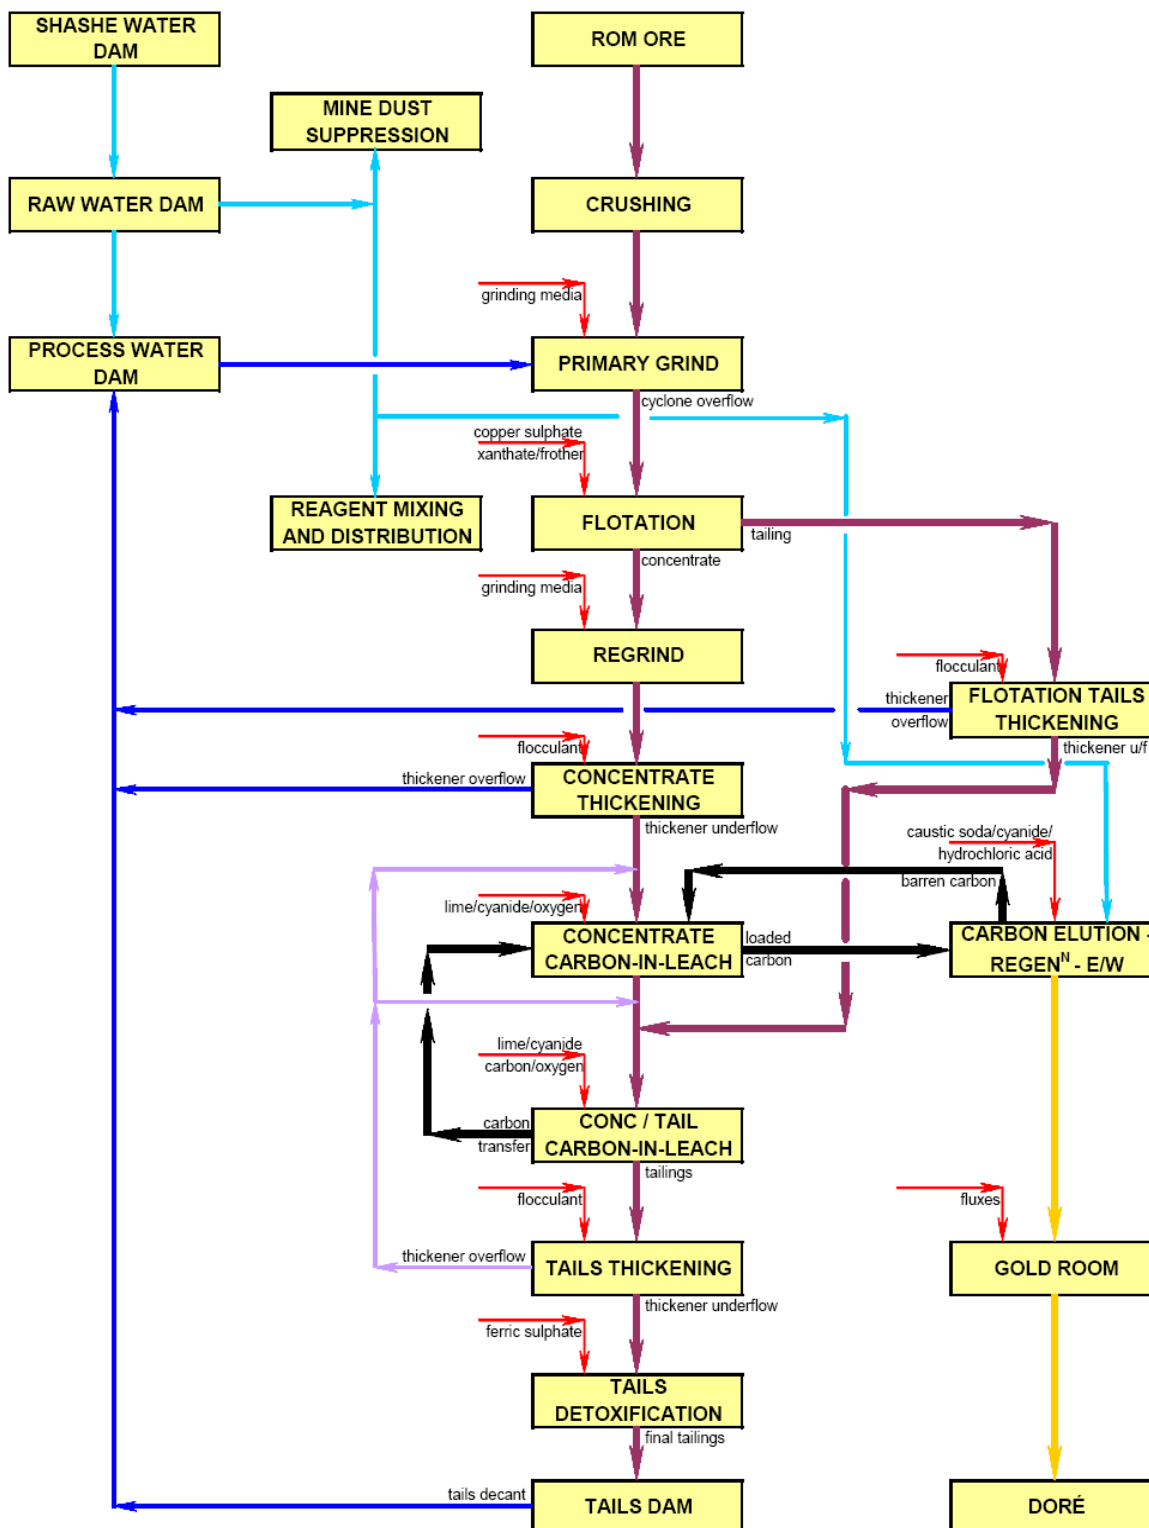 SHASHE WATER
DAM
ROM ORE
MINE DUST
SUPPRESSION
RAW WATER DAM
CRUSHING
grinding media
PROCESS WATER
DAM
PRIMARY GRIND
cyclone overflow
copper sulphate
xanthate/frother
REAGENT MIXING
AND DISTRIBUTION
FLOTATION
tailing
concentrate
grinding media
REGRIND
flocculant
thickener
overflow
FLOTATION TAILS
THICKENING
thickener u/f
flocculant
thickener overflow
CONCENTRATE
THICKENING
thickener underflow
caustic soda/cyanide/
hydrochloric acid
barren carbon
lime/cyanide/oxygen
CONCENTRATE
CARBON-IN-LEACH
loaded
carbon
CARBON ELUTION -
REGENᴺ - E/W
lime/cyanide
carbon/oxygen
carbon
transfer
CONC / TAIL
CARBON-IN-LEACH
tailings
flocculant
fluxes
thickener overflow
TAILS THICKENING
GOLD ROOM
thickener underflow
ferric sulphate
TAILS
DETOXIFICATION
final tailings
tails decant
TAILS DAM
DORÉ